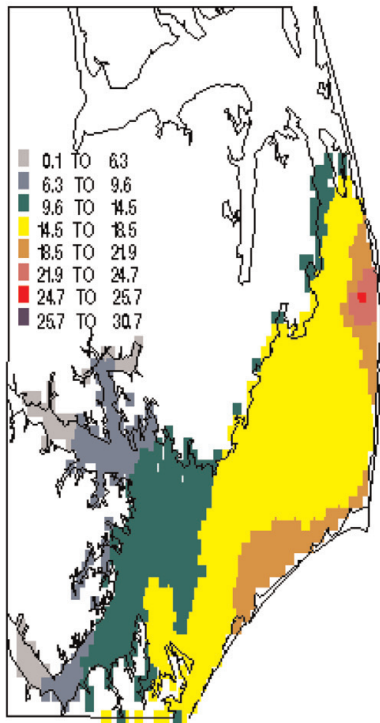 0.1 TO 6.3
6.3 TO 9.6
9.6 TO 14.5
14.5 TO 18.5
18.5 TO 21.9
21.9 TO 24.7
24.7 TO 25.7
25.7 TO 30.7